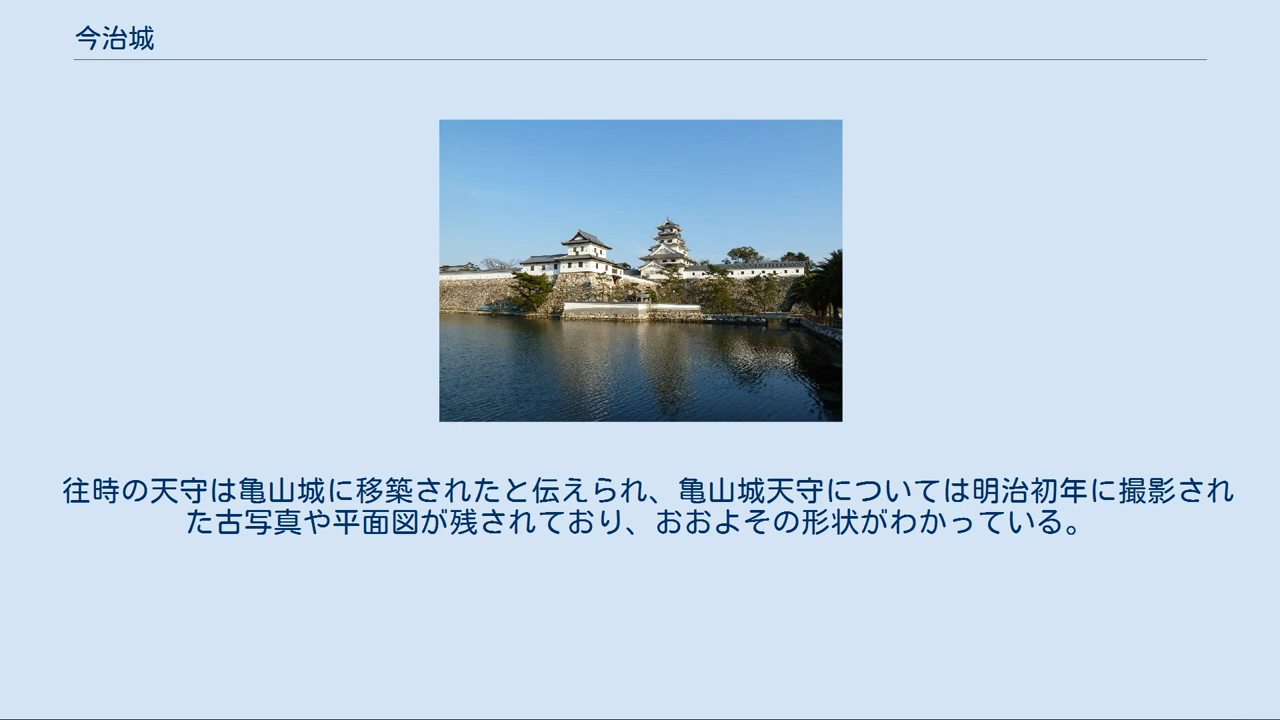 今治城
往時の天守は亀山城に移築されたと伝えられ、亀山城天守については明治初年に撮影され
た古写真や平面図が残されており、おおよその形状がわかっている。